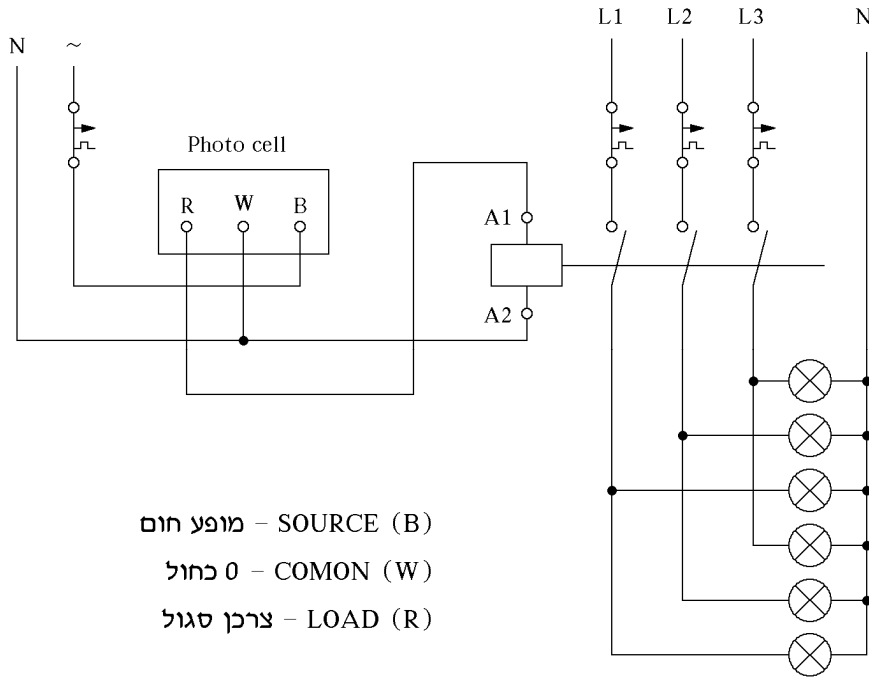 L1 L2 L3 N
N ~
Photo cell
R W B
A1
A2
מופע חום – SOURCE (B)
0 כחול – COMON (W)
צרכן סגול – LOAD (R)